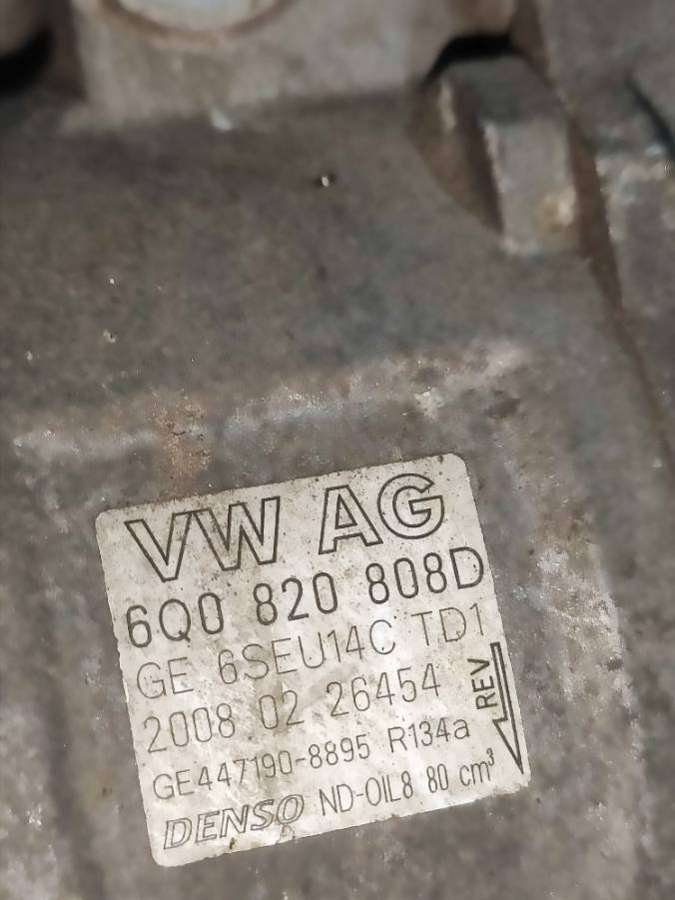 VW AG
6Q0 820 808D
GE 6SEU14C TD1
2008 02 26454
REV
GE447190-8895 R134a
DENSO ND-OIL8 80 cm³